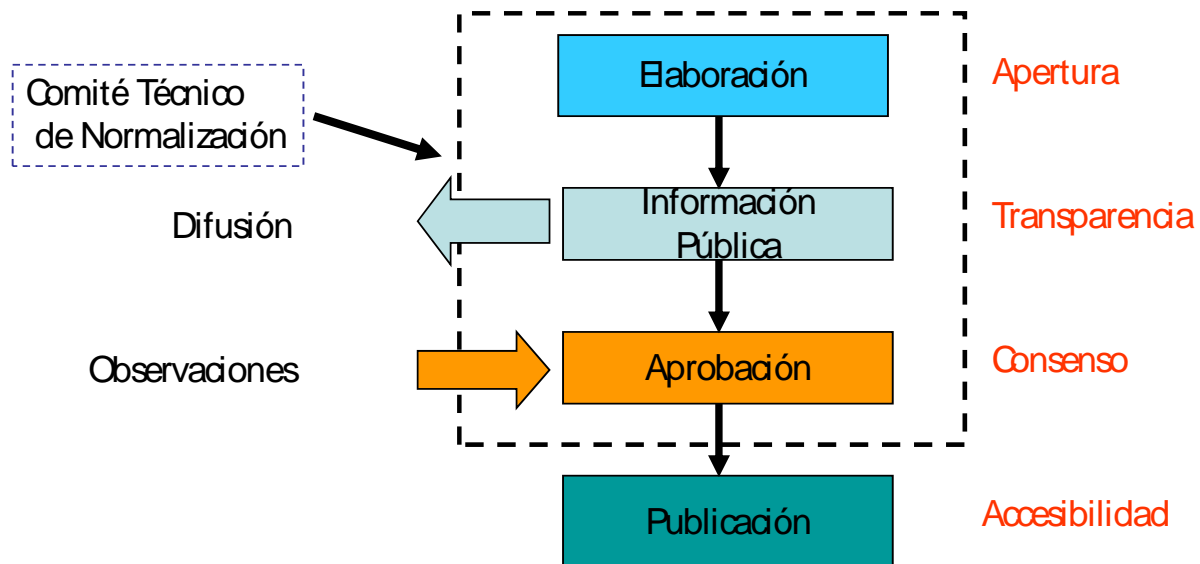 Elaboración
Apertura
Comité Técnico
de Normalización
Información
Pública
Transparencia
Difusión
Aprobación
Consenso
Observaciones
Publicación
Accesibilidad